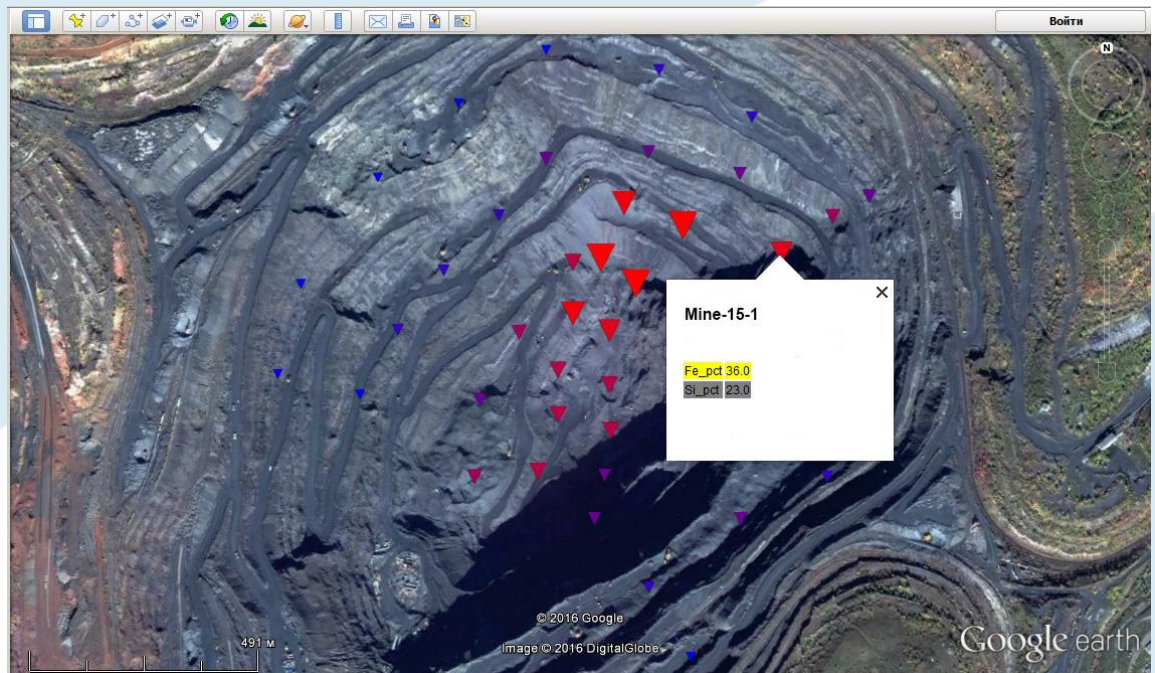 Войти
N
Mine-15-1
Fe_pct 36.0
Si_pct 23.0
491 м
© 2016 Google
Image © 2016 DigitalGlobe
Google earth